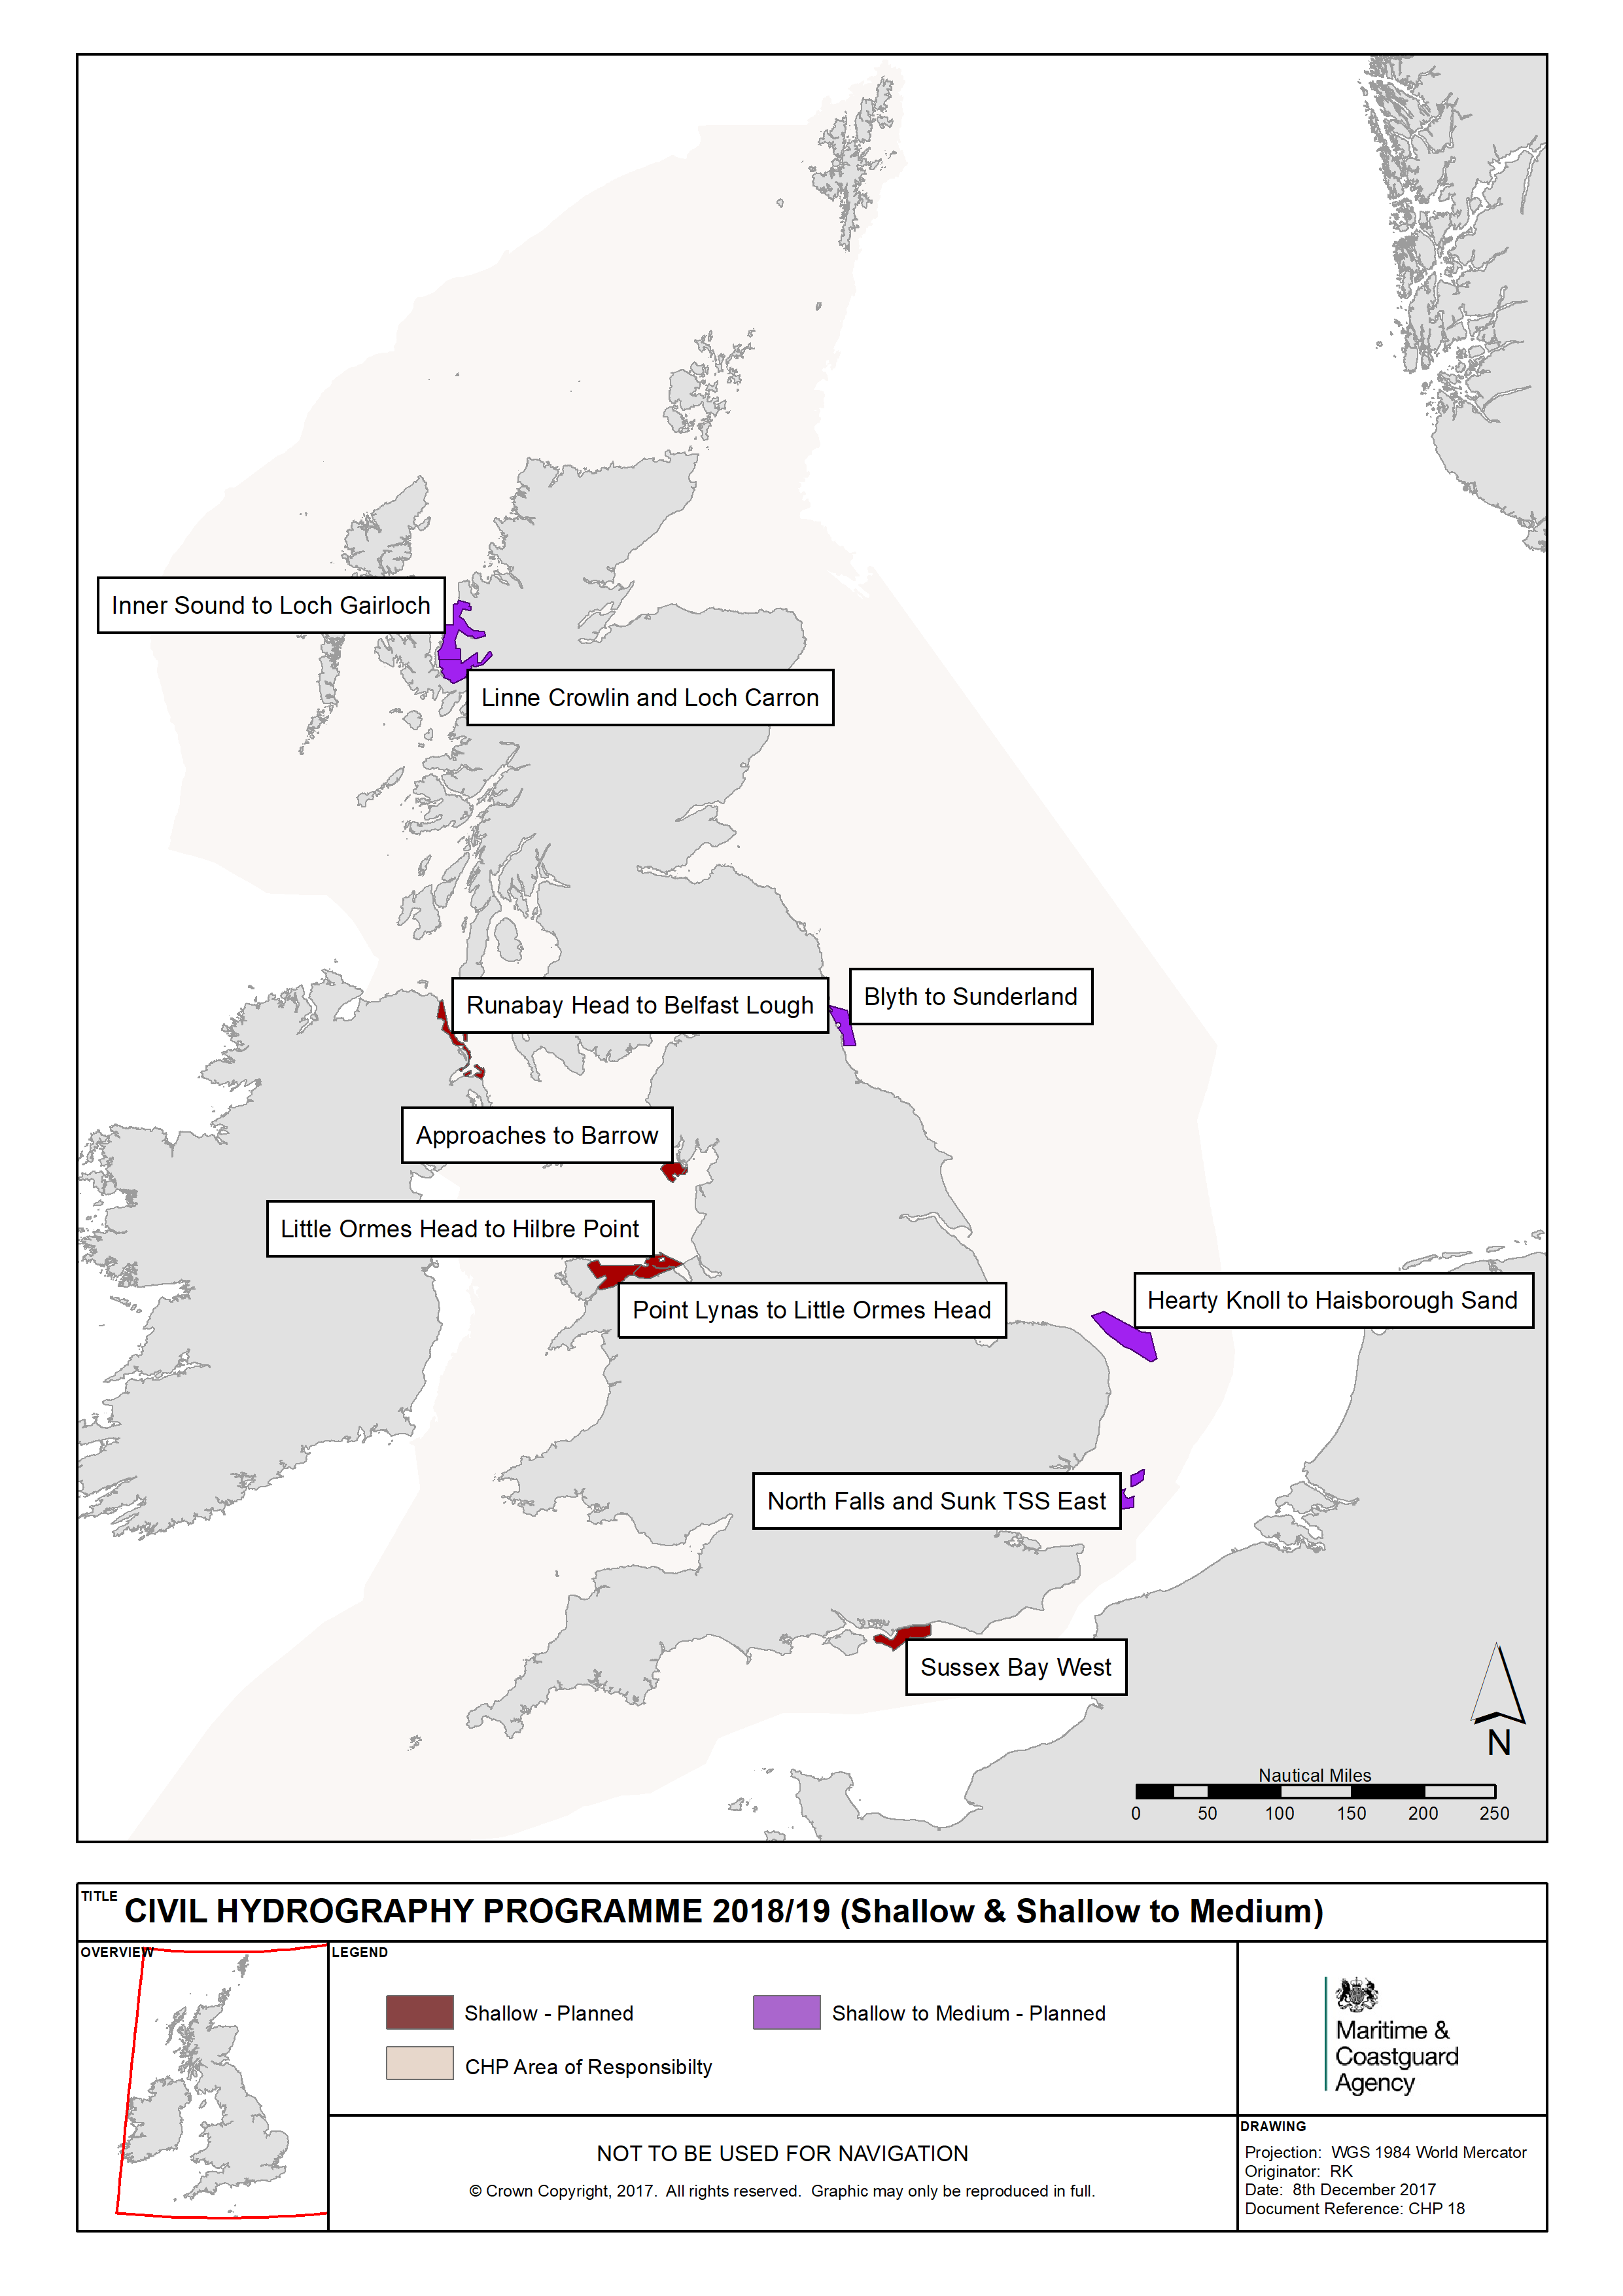 Inner Sound to Loch Gairloch
Linne Crowlin and Loch Carron
Blyth to Sunderland
Runabay Head to Belfast Lough
Approaches to Barrow
Little Ormes Head to Hilbre Point
Point Lynas to Little Ormes Head
Hearty Knoll to Haisborough Sand
North Falls and Sunk TSS East
Sussex Bay West
N
Nautical Miles
0 50 100 150 200 250
TITLE CIVIL HYDROGRAPHY PROGRAMME 2018/19 (Shallow & Shallow to Medium)
OVERVIEW
LEGEND
Shallow - Planned
Shallow to Medium - Planned
CHP Area of Responsibilty
Maritime &
Coastguard
Agency
NOT TO BE USED FOR NAVIGATION
© Crown Copyright, 2017. All rights reserved. Graphic may only be reproduced in full.
DRAWING
Projection: WGS 1984 World Mercator
Originator: RK
Date: 8th December 2017
Document Reference: CHP 18